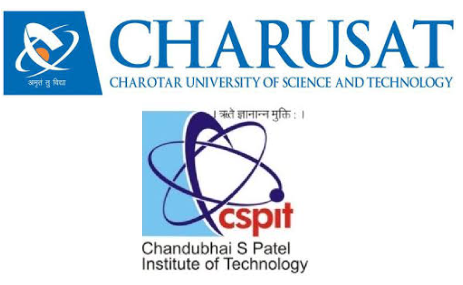 CHARUSAT
अमृतं तु विद्या
CHAROTAR UNIVERSITY OF SCIENCE AND TECHNOLOGY
। ऋते ज्ञानान्न मुक्ति : ।
cspit
Chandubhai S Patel
Institute of Technology